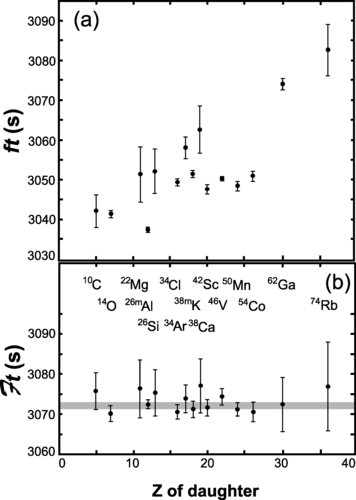 3090
(a)
3080
3070
ft (s)
3060
3050
3040
3030
(b)
¹⁰C ²²Mg ³⁴Cl ⁴²Sc ⁵⁰Mn ⁶²Ga
¹⁴O ²⁶ᵐAl ³⁸ᵐK ⁴⁶V ⁵⁴Co ⁷⁴Rb
²⁶Si ³⁴Ar ³⁸Ca
3090
ℱt (s)
3080
3070
3060
0 10 20 30 40
Z of daughter